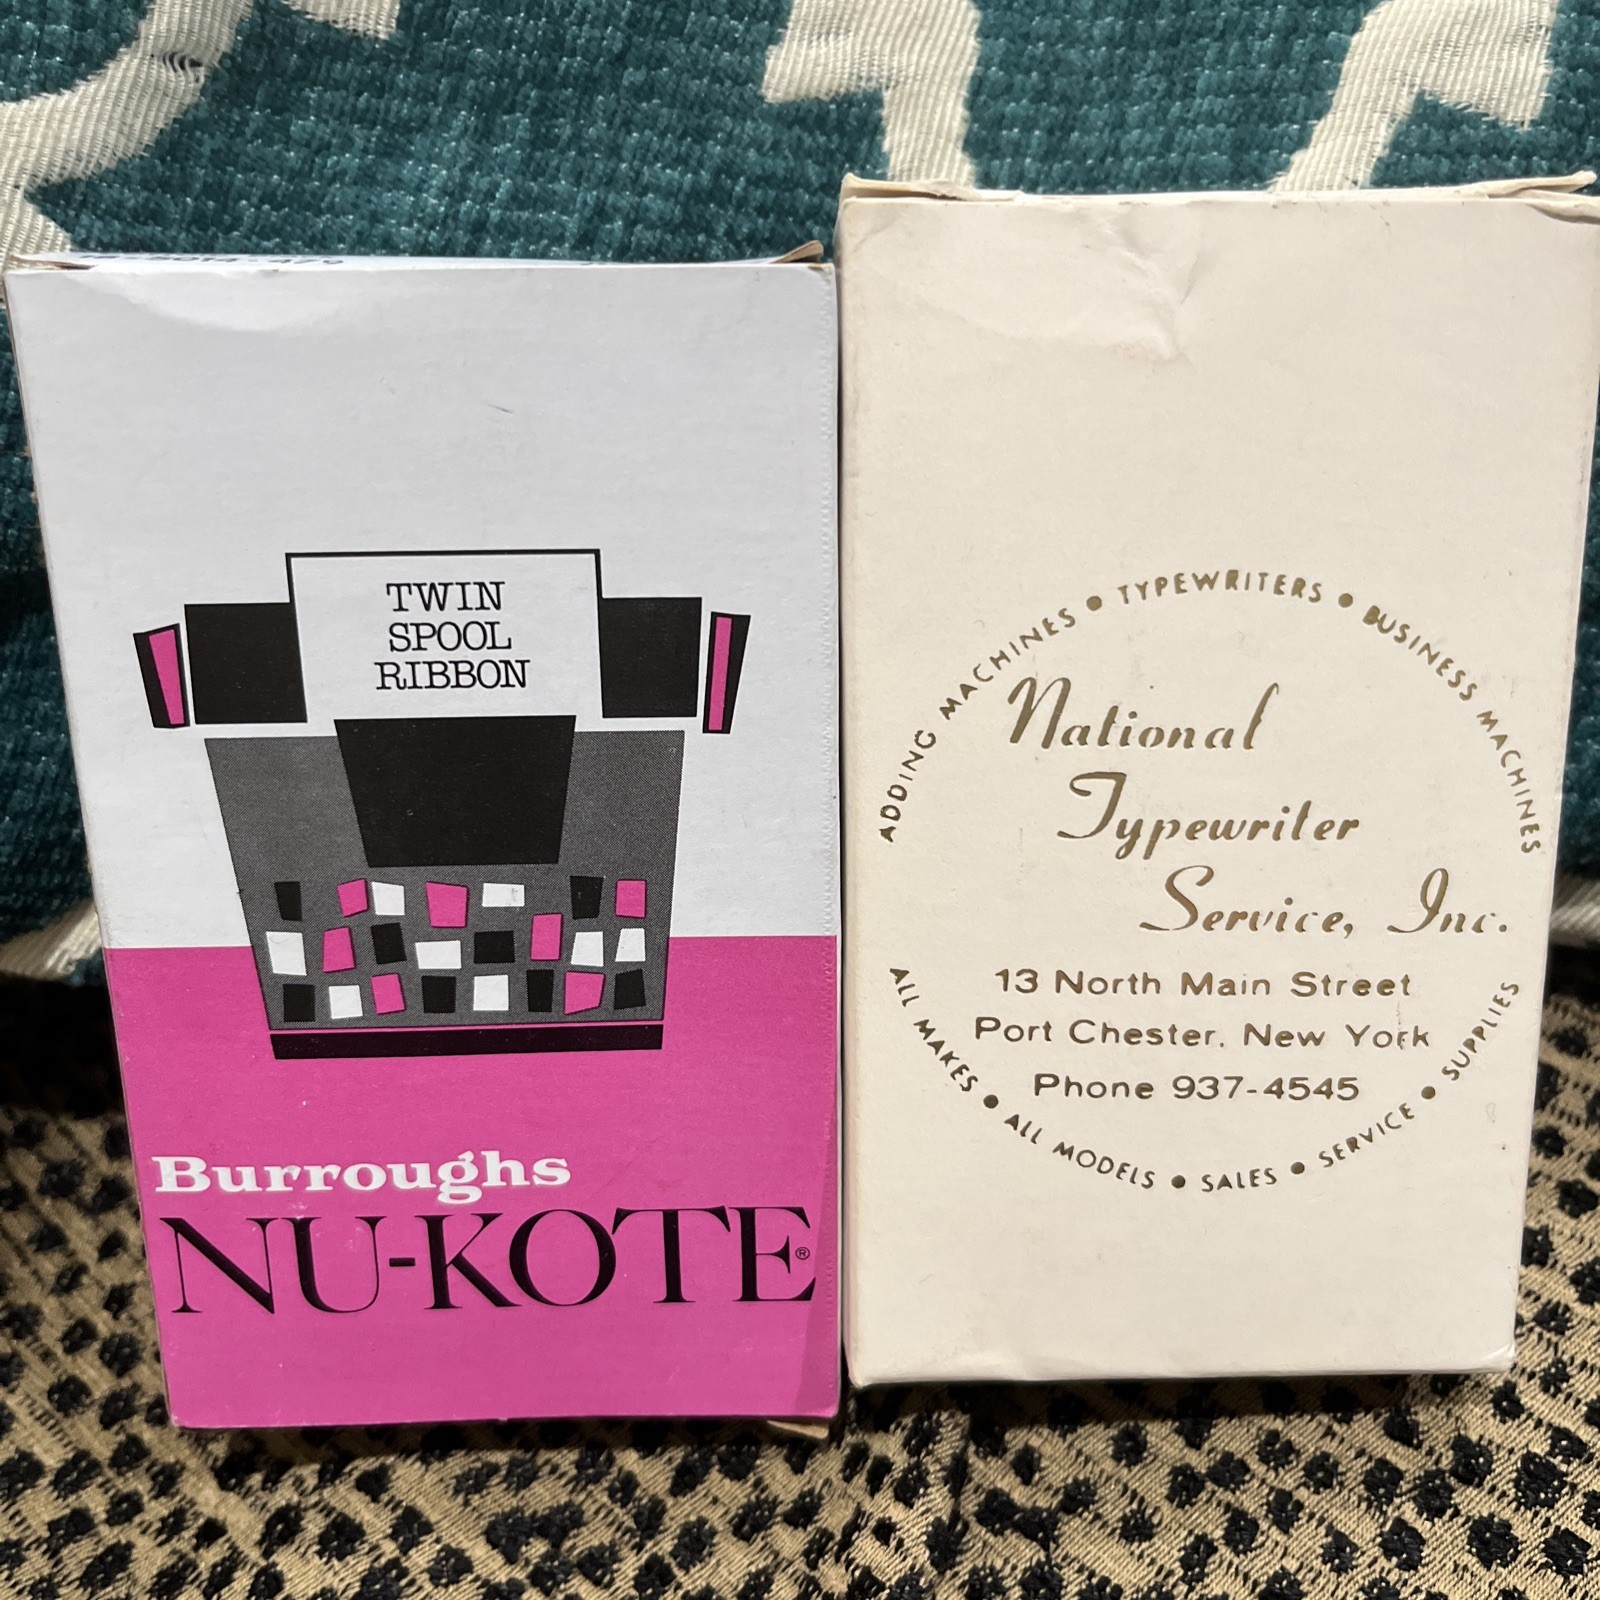 TWIN
SPOOL
RIBBON
Burroughs
NU-KOTE®
ADDING MACHINES • TYPEWRITERS • BUSINESS MACHINES
National
Typewriter
Service, Inc.
13 North Main Street
Port Chester, New York
Phone 937-4545
ALL MAKES • ALL MODELS • SALES • SERVICE • SUPPLIES